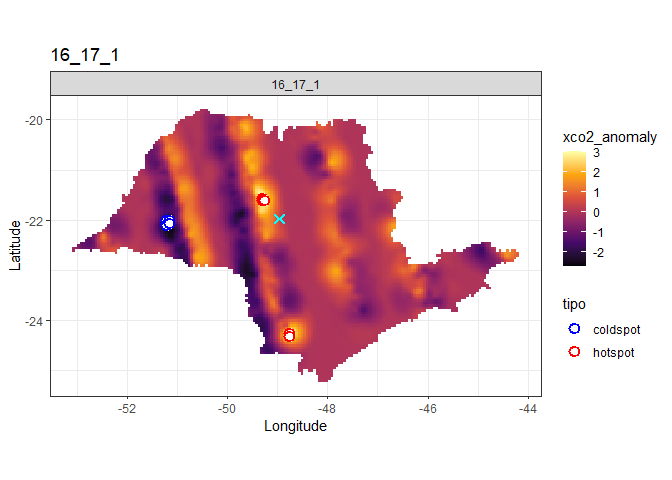 16_17_1
16_17_1
-20
-22
-24
Latitude
-52
-50
-48
-46
-44
Longitude
xco2_anomaly
3
2
1
0
-1
-2
tipo
coldspot
hotspot